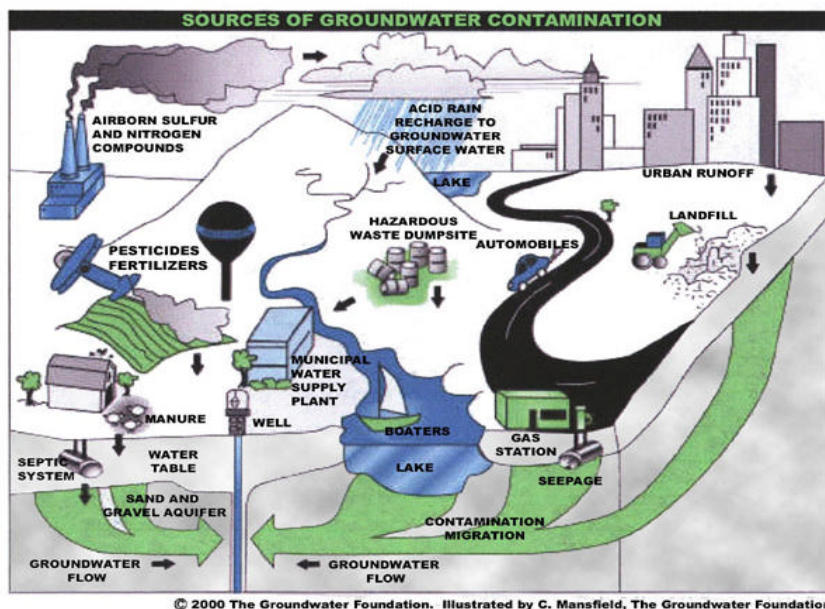 SOURCES OF GROUNDWATER CONTAMINATION
AIRBORN SULFUR
AND NITROGEN
COMPOUNDS
ACID RAIN
RECHARGE TO
GROUNDWATER
SURFACE WATER
LAKE
URBAN RUNOFF
PESTICIDES
FERTILIZERS
HAZARDOUS
WASTE DUMPSITE
AUTOMOBILES
LANDFILL
MUNICIPAL
WATER
SUPPLY
PLANT
MANURE
WELL
BOATERS
LAKE
GAS
STATION
SEEPAGE
SEPTIC
SYSTEM
WATER
TABLE
SAND AND
GRAVEL AQUIFER
CONTAMINATION
MIGRATION
GROUNDWATER
FLOW
GROUNDWATER
FLOW
© 2000 The Groundwater Foundation. Illustrated by C. Mansfield, The Groundwater Foundation